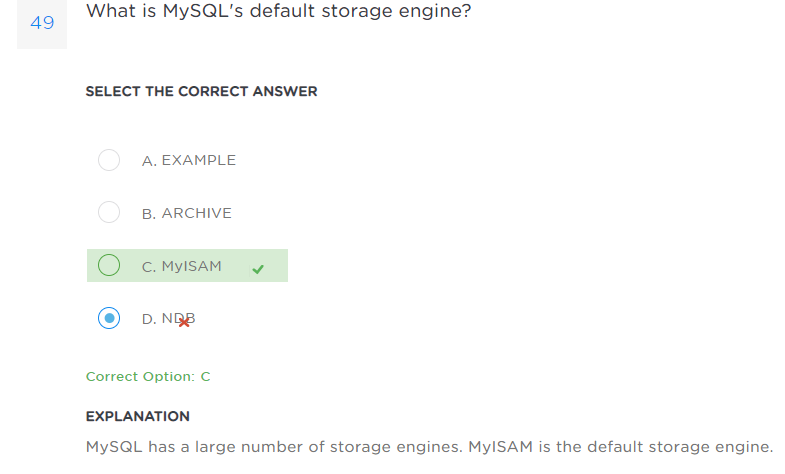 49
What is MySQL's default storage engine?
SELECT THE CORRECT ANSWER
A. EXAMPLE
B. ARCHIVE
C. MyISAM
D. NDB
Correct Option: C
EXPLANATION
MySQL has a large number of storage engines. MyISAM is the default storage engine.